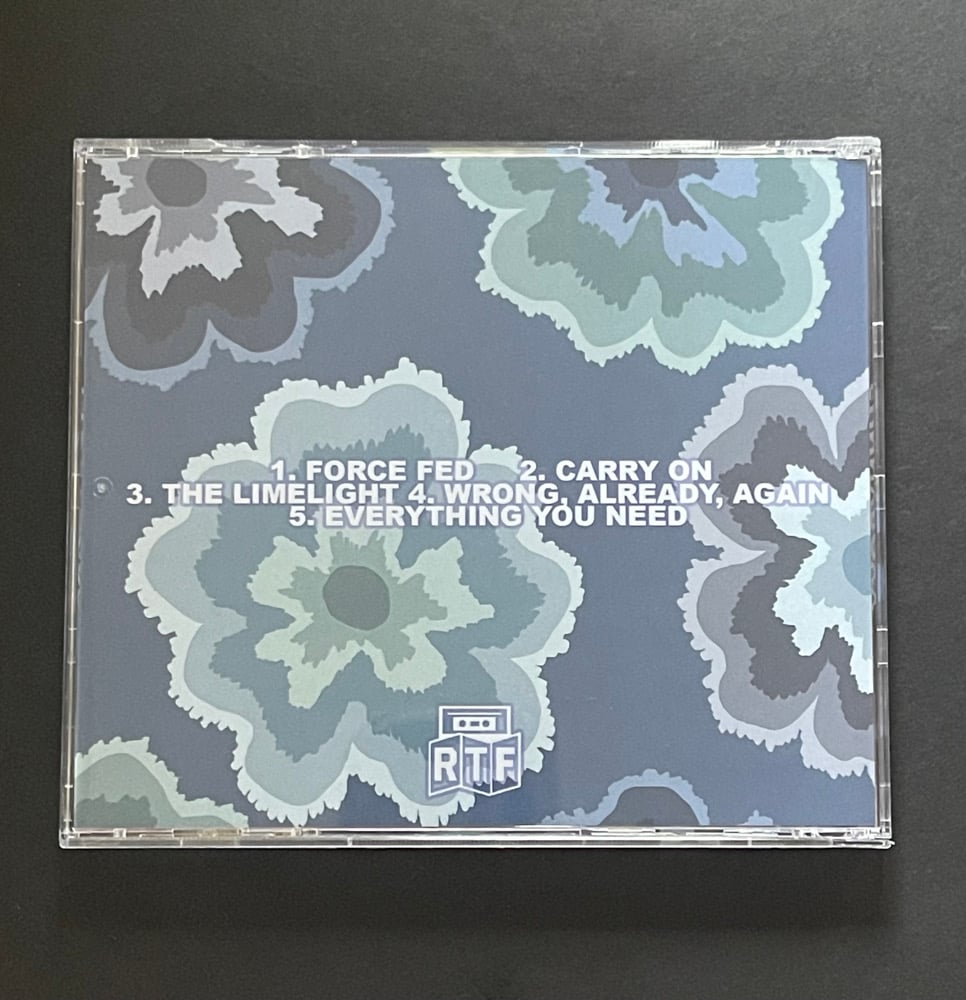 1. FORCE FED 2. CARRY ON
3. THE LIMELIGHT 4. WRONG, ALREADY, AGAIN
5. EVERYTHING YOU NEED
RTF